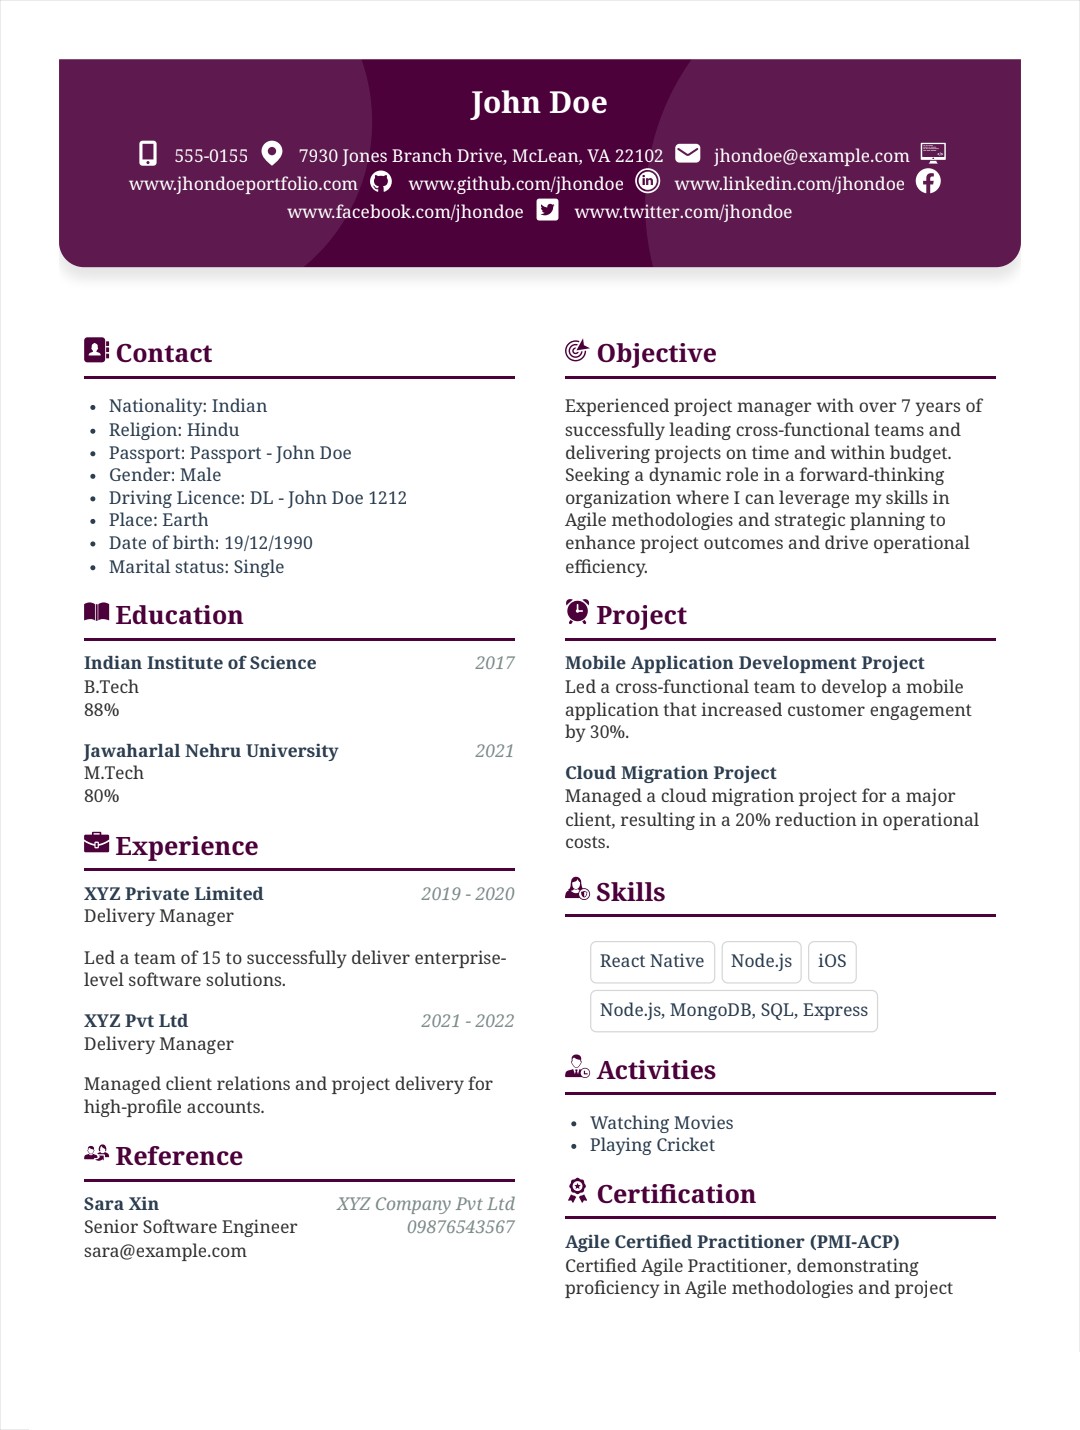 John Doe
555-0155 7930 Jones Branch Drive, McLean, VA 22102 jhondoe@example.com
www.jhondoeportfolio.com www.github.com/jhondoe www.linkedin.com/jhondoe
www.facebook.com/jhondoe www.twitter.com/jhondoe
Contact
Nationality: Indian
Religion: Hindu
Passport: Passport - John Doe
Gender: Male
Driving Licence: DL - John Doe 1212
Place: Earth
Date of birth: 19/12/1990
Marital status: Single
Education
Indian Institute of Science 2017
B.Tech
88%
Jawaharlal Nehru University 2021
M.Tech
80%
Experience
XYZ Private Limited 2019 - 2020
Delivery Manager
Led a team of 15 to successfully deliver enterprise-
level software solutions.
XYZ Pvt Ltd 2021 - 2022
Delivery Manager
Managed client relations and project delivery for
high-profile accounts.
Reference
Sara Xin XYZ Company Pvt Ltd
Senior Software Engineer 09876543567
sara@example.com
Objective
Experienced project manager with over 7 years of
successfully leading cross-functional teams and
delivering projects on time and within budget.
Seeking a dynamic role in a forward-thinking
organization where I can leverage my skills in
Agile methodologies and strategic planning to
enhance project outcomes and drive operational
efficiency.
Project
Mobile Application Development Project
Led a cross-functional team to develop a mobile
application that increased customer engagement
by 30%.
Cloud Migration Project
Managed a cloud migration project for a major
client, resulting in a 20% reduction in operational
costs.
Skills
React Native Node.js iOS
Node.js, MongoDB, SQL, Express
Activities
Watching Movies
Playing Cricket
Certification
Agile Certified Practitioner (PMI-ACP)
Certified Agile Practitioner, demonstrating
proficiency in Agile methodologies and project